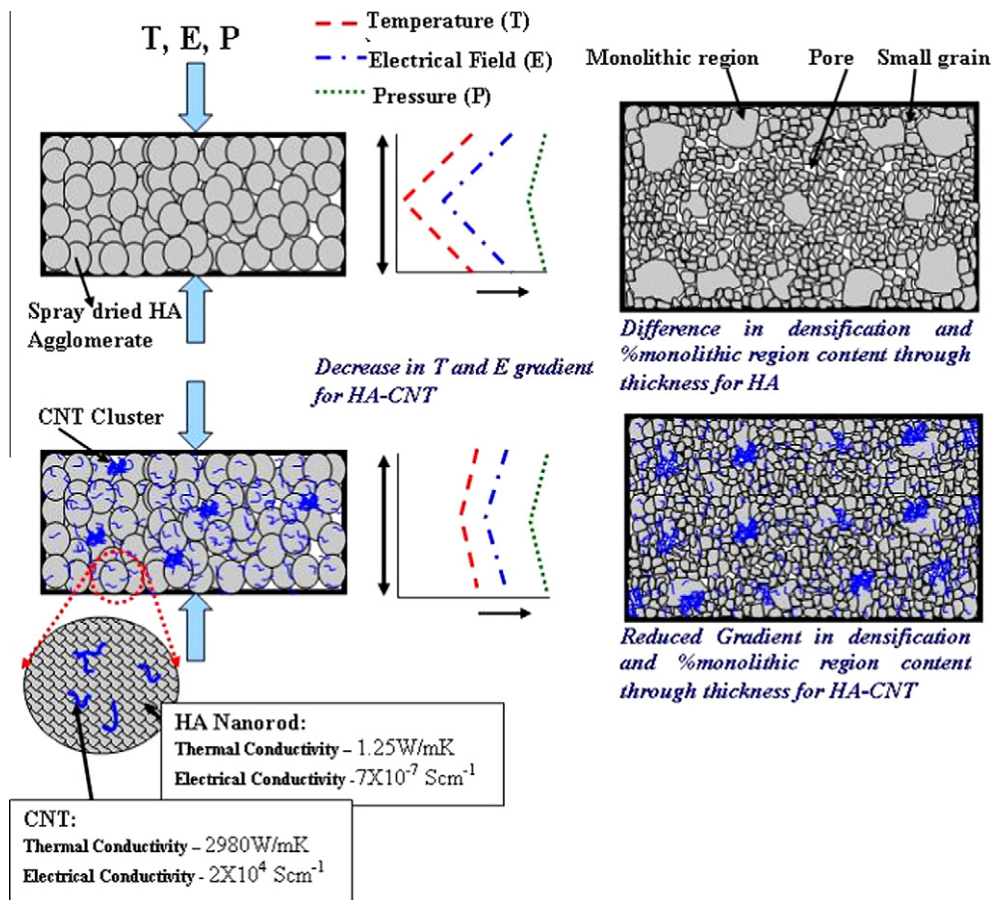 T, E, P
Temperature (T)
Electrical Field (E)
Pressure (P)
Monolithic region
Pore
Small grain
Spray dried HA
Agglomerate
Difference in densification and
%monolithic region content through
thickness for HA
Decrease in T and E gradient
for HA-CNT
CNT Cluster
Reduced Gradient in densification
and %monolithic region content
through thickness for HA-CNT
HA Nanorod:
Thermal Conductivity – 1.25W/mK
Electrical Conductivity -7X10⁻⁷ Scm⁻¹
CNT:
Thermal Conductivity – 2980W/mK
Electrical Conductivity - 2X10⁴ Scm⁻¹